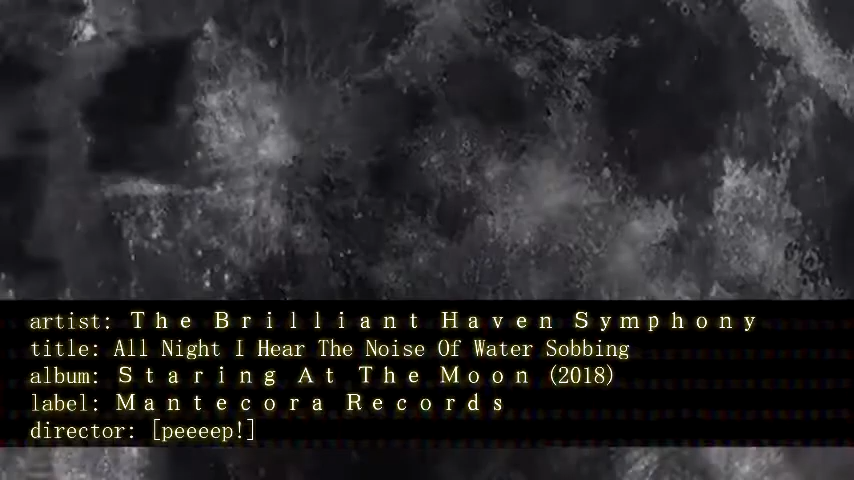 artist: Ｔｈｅ Ｂｒｉｌｌｉａｎｔ Ｈａｖｅｎ Ｓｙｍｐｈｏｎｙ
title: All Night I Hear The Noise Of Water Sobbing
album: Ｓｔａｒｉｎｇ Ａｔ Ｔｈｅ Ｍｏｏｎ (2018)
label: Ｍａｎｔｅｃｏｒａ Ｒｅｃｏｒｄｓ
director: [peeeep!]